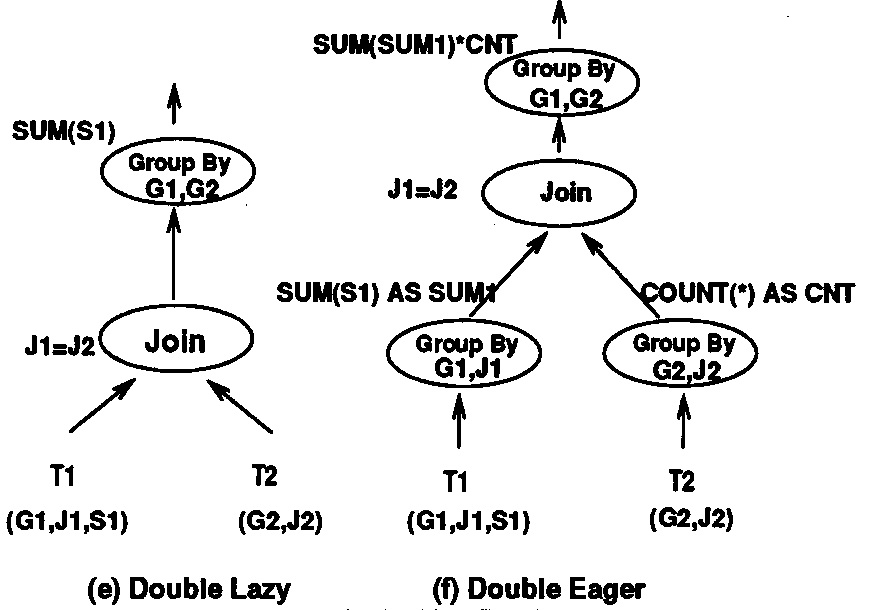 SUM(S1)
Group By
G1,G2
J1=J2
Join
T1
T2
(G1,J1,S1)
(G2,J2)
(e) Double Lazy
SUM(SUM1)*CNT
Group By
G1,G2
J1=J2
Join
SUM(S1) AS SUM1
COUNT(*) AS CNT
Group By
G1,J1
Group By
G2,J2
T1
T2
(G1,J1,S1)
(G2,J2)
(f) Double Eager